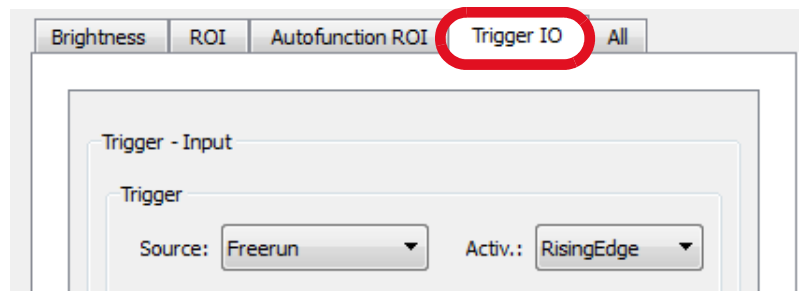 Brightness ROI Autofunction ROI Trigger IO All
Trigger - Input
Trigger
Source: Freerun Activ.: RisingEdge